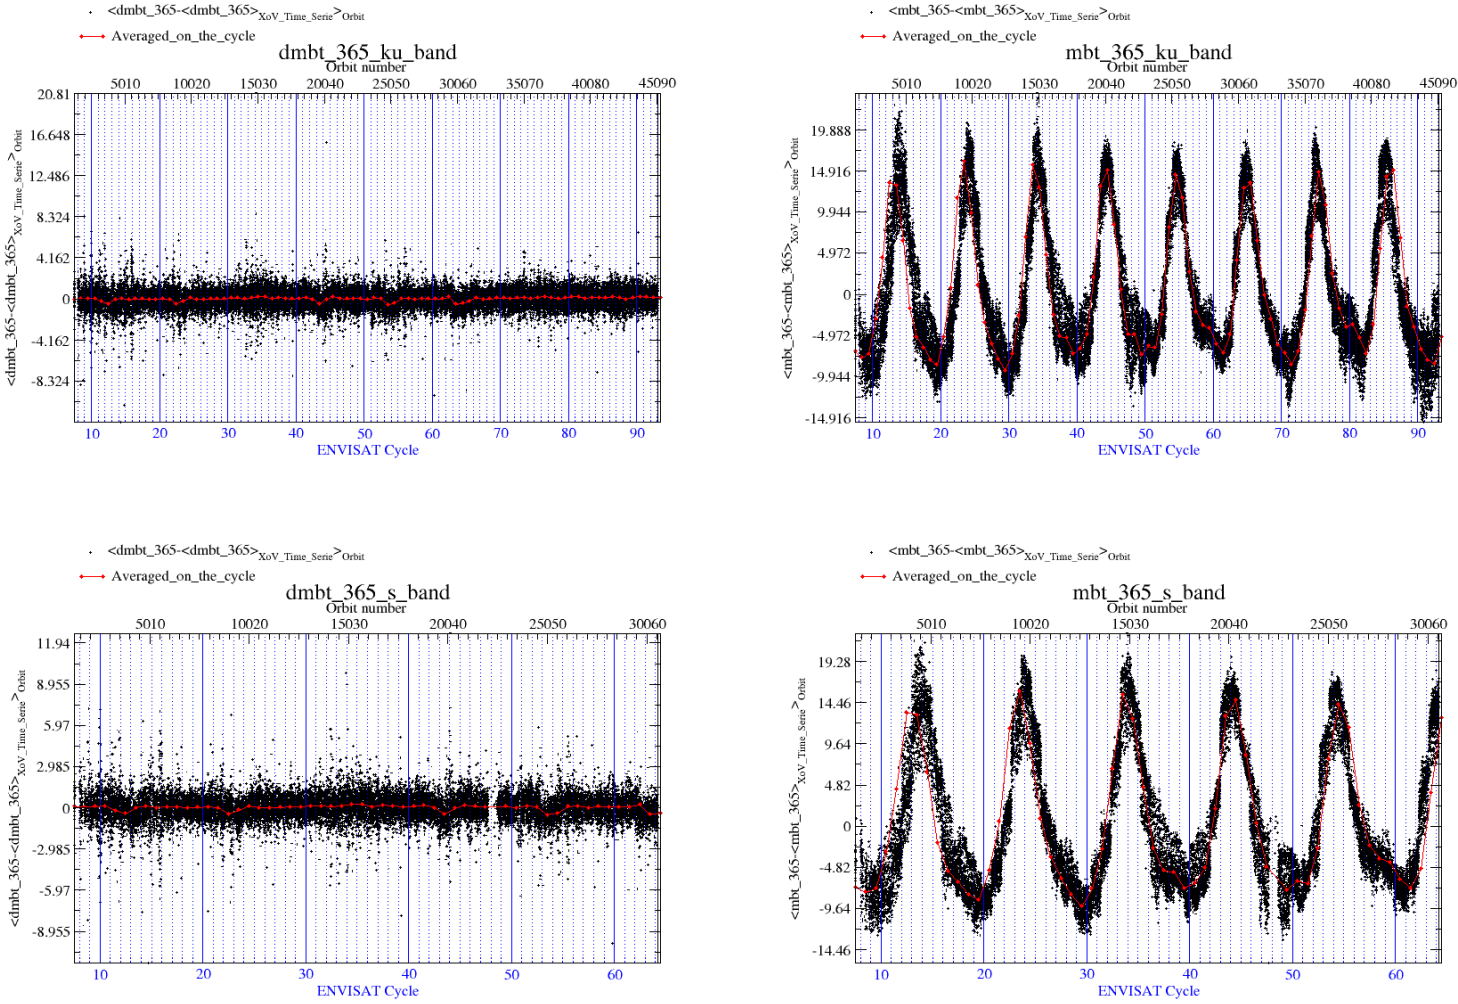 <dmbt_365-<dmbt_365>XoV_Time_Serie>Orbit
Averaged_on_the_cycle
dmbt_365_ku_band
Orbit number
5010 10020 15030 20040 25050 30060 35070 40080 45090
20.81
16.648
12.486
8.324
4.162
0
-4.162
-8.324
<dmbt_365-<dmbt_365>XoV_Time_Serie>Orbit
10 20 30 40 50 60 70 80 90
ENVISAT Cycle
<mbt_365-<mbt_365>XoV_Time_Serie>Orbit
Averaged_on_the_cycle
mbt_365_ku_band
Orbit number
5010 10020 15030 20040 25050 30060 35070 40080 45090
19.888
14.916
9.944
4.972
0
-4.972
-9.944
-14.916
<mbt_365-<mbt_365>XoV_Time_Serie>Orbit
10 20 30 40 50 60 70 80 90
ENVISAT Cycle
<dmbt_365-<dmbt_365>XoV_Time_Serie>Orbit
Averaged_on_the_cycle
dmbt_365_s_band
Orbit number
5010 10020 15030 20040 25050 30060
11.94
8.955
5.97
2.985
0
-2.985
-5.97
-8.955
<dmbt_365-<dmbt_365>XoV_Time_Serie>Orbit
10 20 30 40 50 60
ENVISAT Cycle
<mbt_365-<mbt_365>XoV_Time_Serie>Orbit
Averaged_on_the_cycle
mbt_365_s_band
Orbit number
5010 10020 15030 20040 25050 30060
19.28
14.46
9.64
4.82
0
-4.82
-9.64
-14.46
<mbt_365-<mbt_365>XoV_Time_Serie>Orbit
10 20 30 40 50 60
ENVISAT Cycle